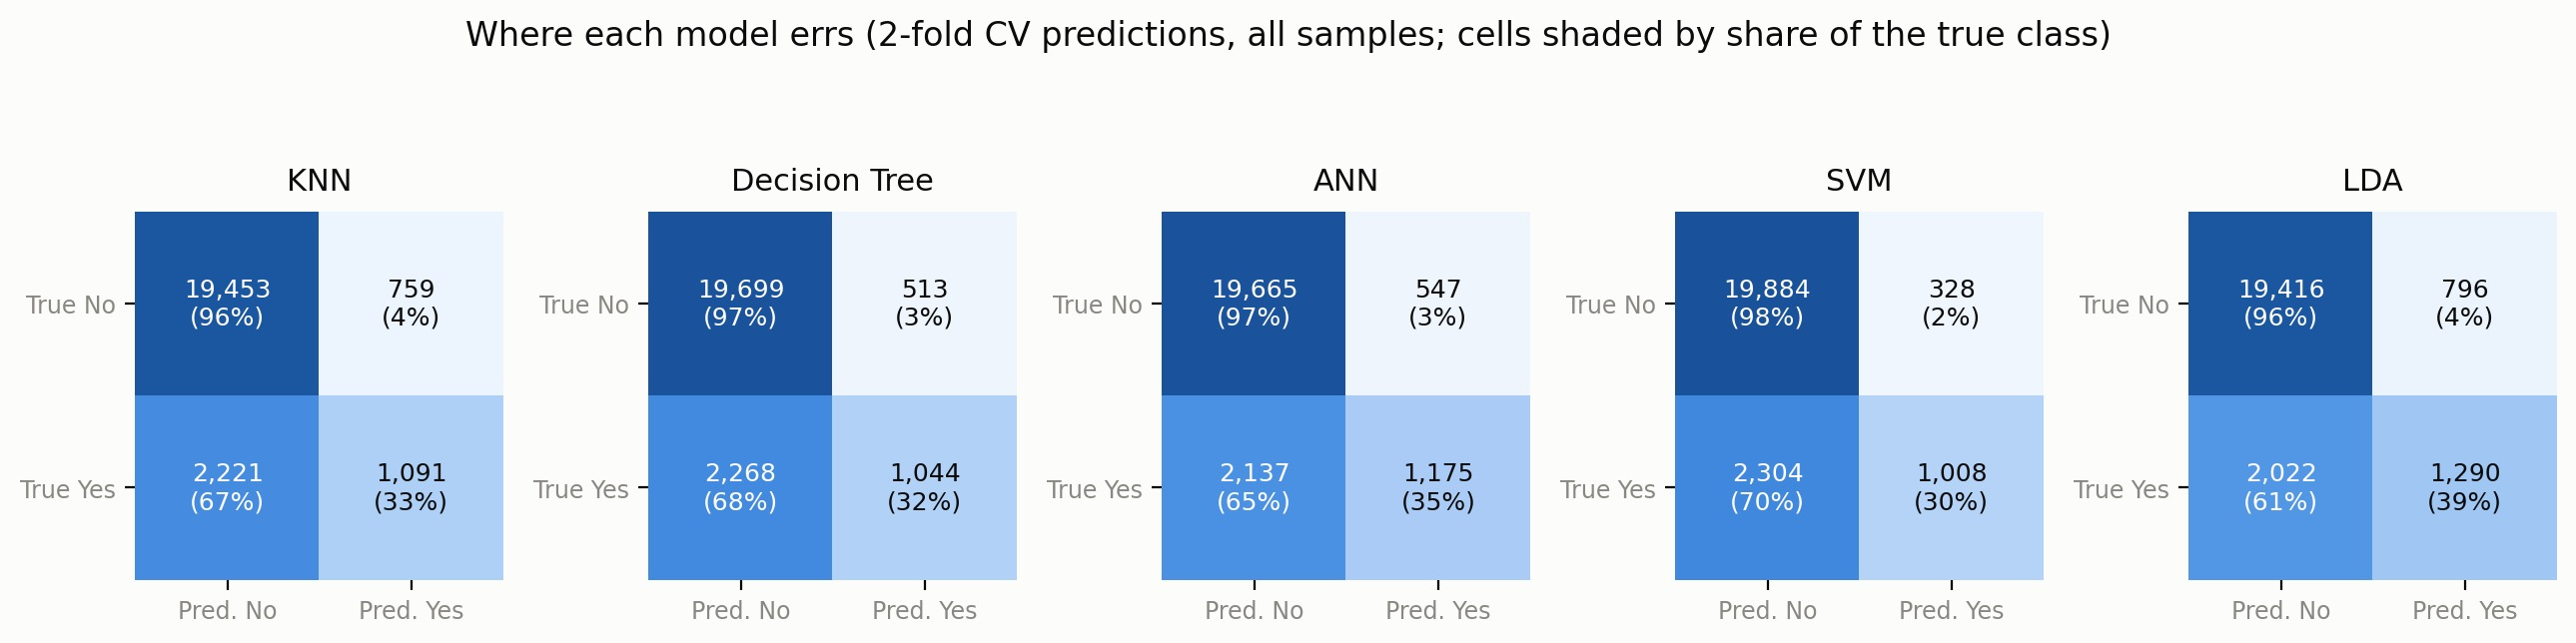 Where each model errs (2-fold CV predictions, all samples; cells shaded by share of the true class)
KNN
True No
19,453
(96%)
759
(4%)
True Yes
2,221
(67%)
1,091
(33%)
Pred. No
Pred. Yes
Decision Tree
True No
19,699
(97%)
513
(3%)
True Yes
2,268
(68%)
1,044
(32%)
Pred. No
Pred. Yes
ANN
True No
19,665
(97%)
547
(3%)
True Yes
2,137
(65%)
1,175
(35%)
Pred. No
Pred. Yes
SVM
True No
19,884
(98%)
328
(2%)
True Yes
2,304
(70%)
1,008
(30%)
Pred. No
Pred. Yes
LDA
True No
19,416
(96%)
796
(4%)
True Yes
2,022
(61%)
1,290
(39%)
Pred. No
Pred. Yes